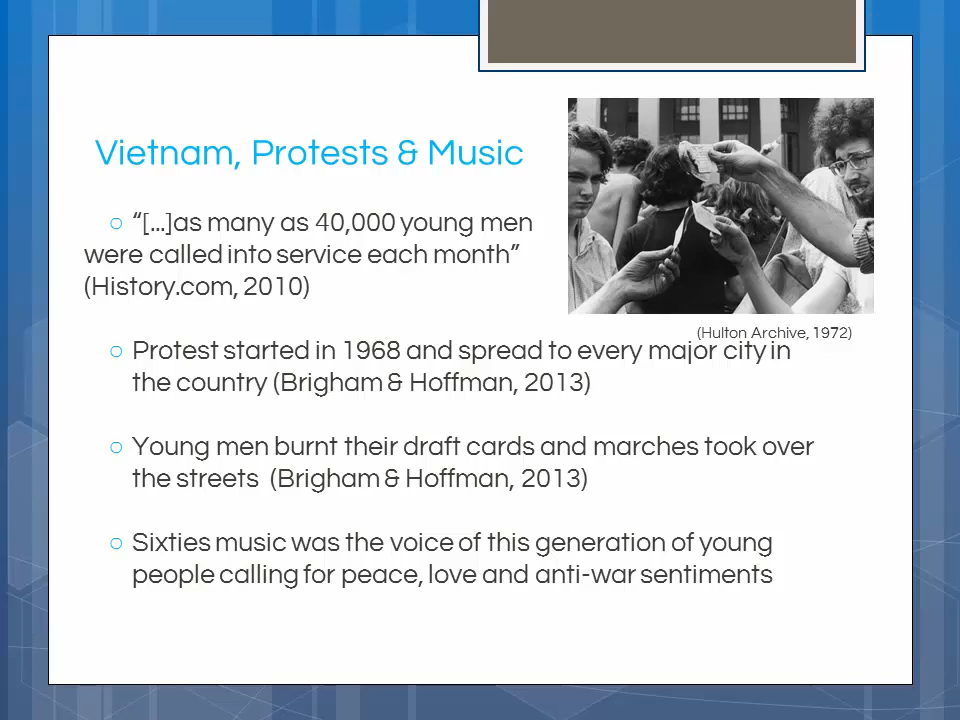 Vietnam, Protests & Music
○ “[...]as many as 40,000 young men
were called into service each month”
(History.com, 2010)
(Hulton Archive, 1972)
○ Protest started in 1968 and spread to every major city in
the country (Brigham & Hoffman, 2013)
○ Young men burnt their draft cards and marches took over
the streets (Brigham & Hoffman, 2013)
○ Sixties music was the voice of this generation of young
people calling for peace, love and anti-war sentiments